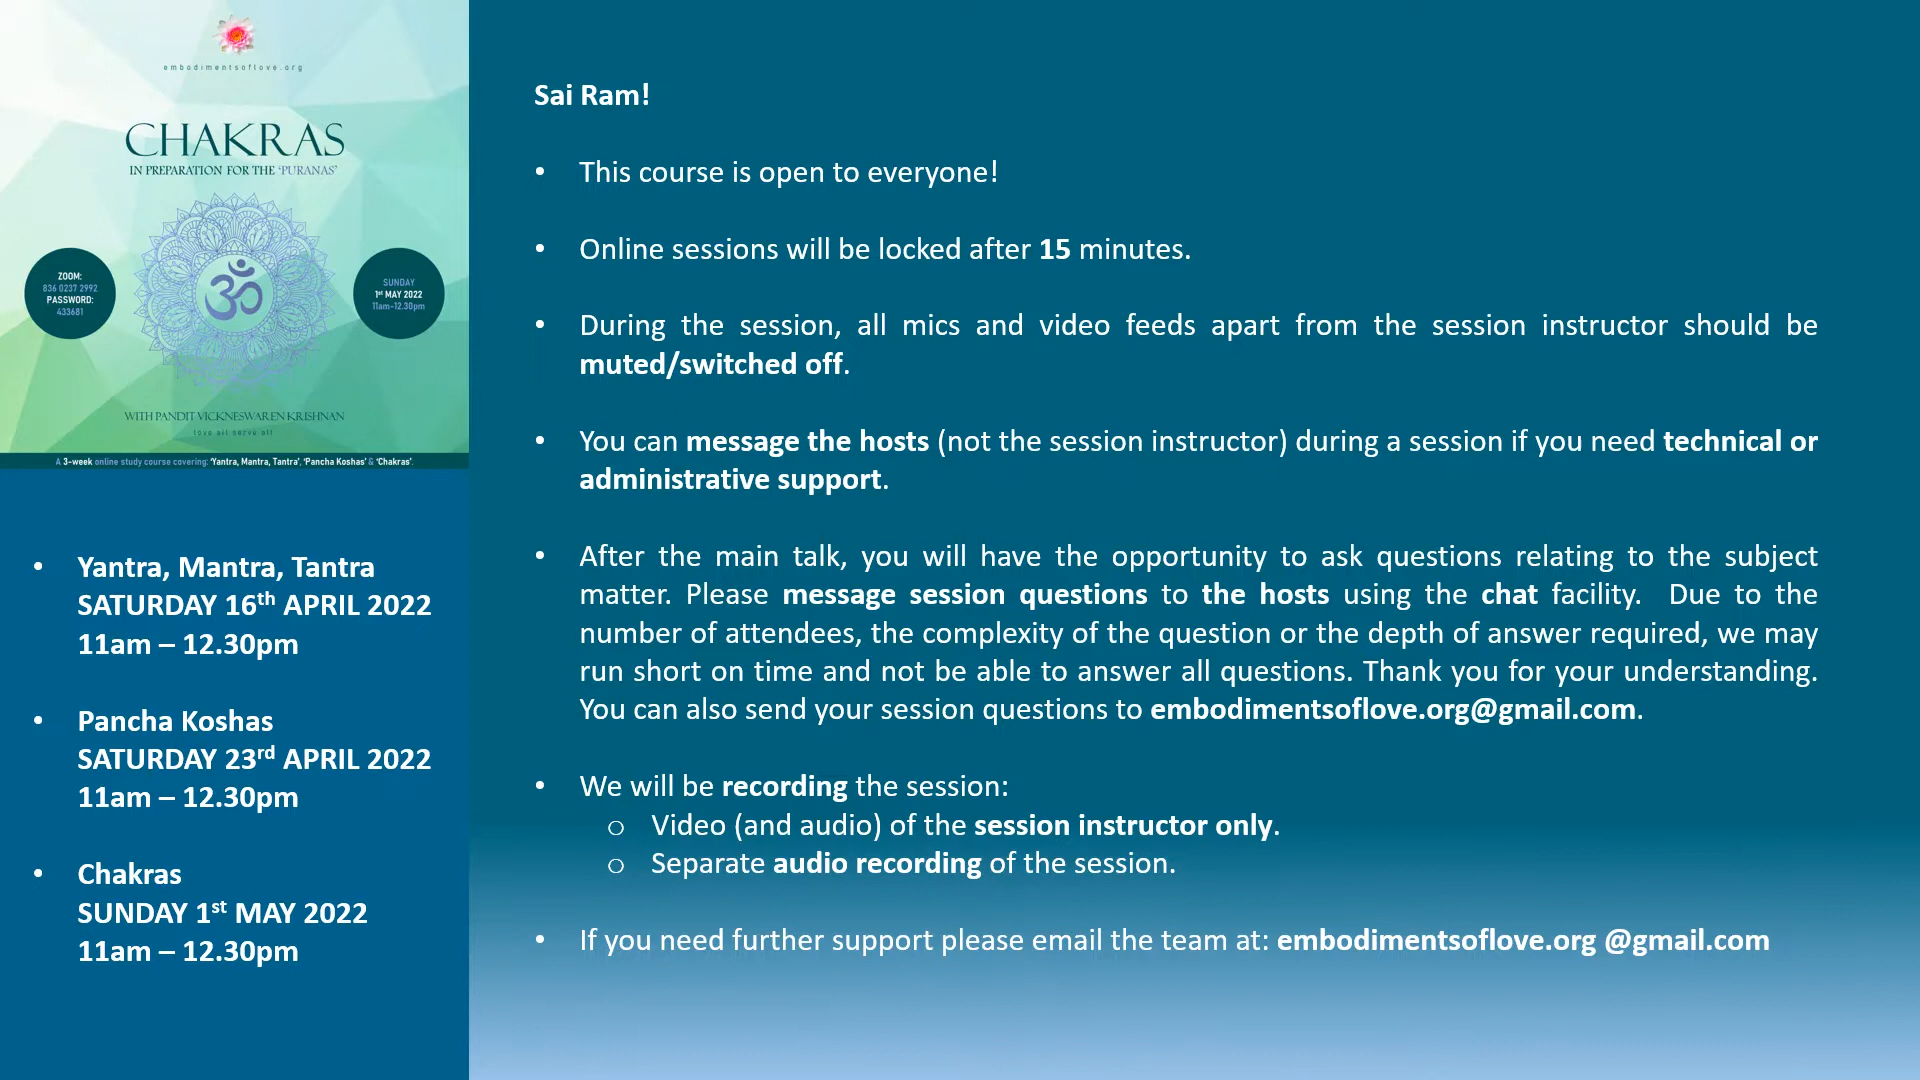 embodimentsoflove.org
CHAKRAS
IN PREPARATION FOR THE 'PURANAS'
ZOOM:
836 0237 2992
PASSWORD:
433681
SUNDAY
1st MAY 2022
11am-12.30pm
WITH PANDIT VICKNESWAREN KRISHNAN
love all serve all
A 3-week online study course covering: 'Yantra, Mantra, Tantra', 'Pancha Koshas' & 'Chakras'.
• Yantra, Mantra, Tantra
SATURDAY 16th APRIL 2022
11am – 12.30pm
• Pancha Koshas
SATURDAY 23rd APRIL 2022
11am – 12.30pm
• Chakras
SUNDAY 1st MAY 2022
11am – 12.30pm
Sai Ram!
• This course is open to everyone!
• Online sessions will be locked after 15 minutes.
• During the session, all mics and video feeds apart from the session instructor should be
muted/switched off.
• You can message the hosts (not the session instructor) during a session if you need technical or
administrative support.
• After the main talk, you will have the opportunity to ask questions relating to the subject
matter. Please message session questions to the hosts using the chat facility. Due to the
number of attendees, the complexity of the question or the depth of answer required, we may
run short on time and not be able to answer all questions. Thank you for your understanding.
You can also send your session questions to embodimentsoflove.org@gmail.com.
• We will be recording the session:
o Video (and audio) of the session instructor only.
o Separate audio recording of the session.
• If you need further support please email the team at: embodimentsoflove.org @gmail.com
ॐ